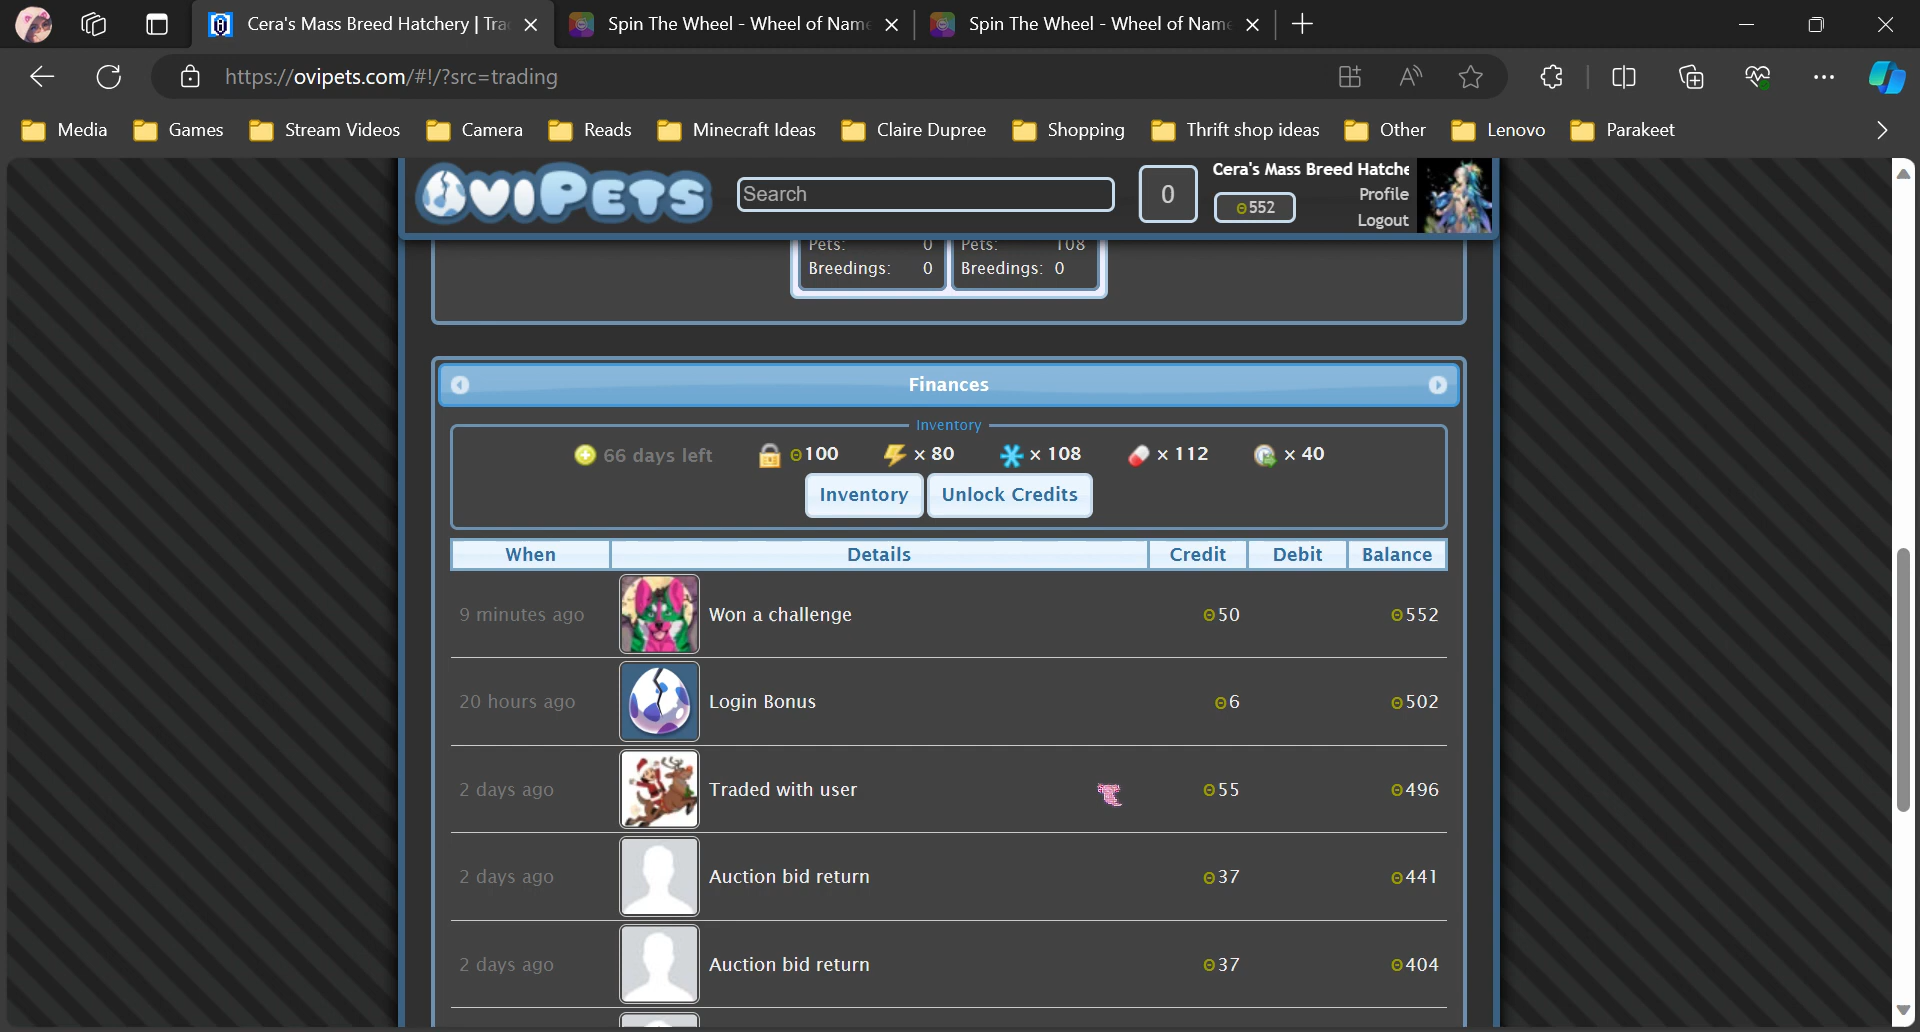 Cera's Mass Breed Hatchery | Tra
Spin The Wheel - Wheel of Name
Spin The Wheel - Wheel of Name
https://ovipets.com/#!/?src=trading
Media
Games
Stream Videos
Camera
Reads
Minecraft Ideas
Claire Dupree
Shopping
Thrift shop ideas
Other
Lenovo
Parakeet
OviPets
Search
0
Cera's Mass Breed Hatche
552
Profile
Logout
Pets: 0 Pets: 108
Breedings: 0 Breedings: 0
Finances
Inventory
66 days left 100 × 80 × 108 × 112 × 40
Inventory Unlock Credits
When Details Credit Debit Balance
9 minutes ago Won a challenge 50 552
20 hours ago Login Bonus 6 502
2 days ago Traded with user 55 496
2 days ago Auction bid return 37 441
2 days ago Auction bid return 37 404